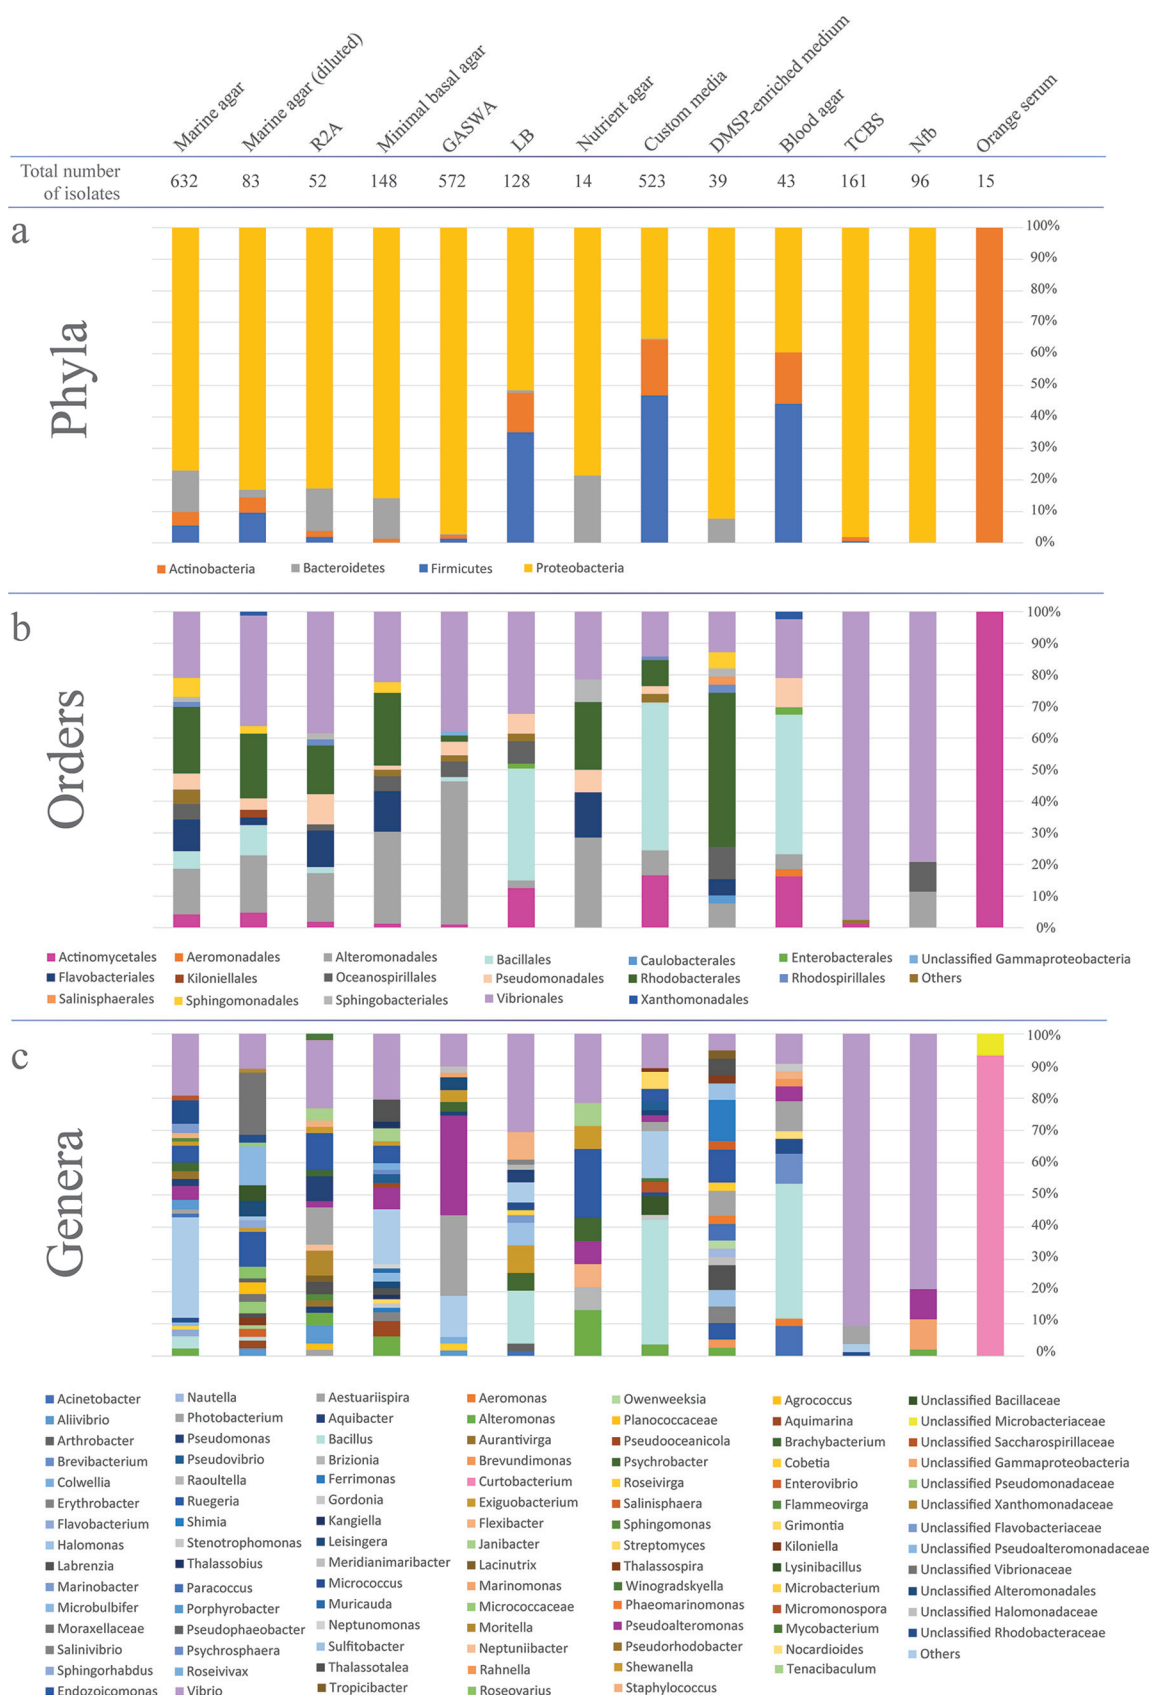 Marine agar
Marine agar (diluted)
R2A
Minimal basal agar
GASWA
LB
Nutrient agar
Custom media
DMSP-enriched medium
Blood agar
TCBS
Nfb
Orange serum
Total number of isolates 632 83 52 148 572 128 14 523 39 43 161 96 15
a
Phyla
100%
90%
80%
70%
60%
50%
40%
30%
20%
10%
0%
Actinobacteria Bacteroidetes Firmicutes Proteobacteria
b
Orders
100%
90%
80%
70%
60%
50%
40%
30%
20%
10%
0%
Actinomycetales Aeromonadales Alteromonadales Bacillales Caulobacterales Enterobacterales Unclassified Gammaproteobacteria
Flavobacteriales Kiloniellales Oceanospirillales Pseudomonadales Rhodobacterales Rhodospirillales Others
Salinisphaerales Sphingomonadales Sphingobacteriales Vibrionales Xanthomonadales
c
Genera
100%
90%
80%
70%
60%
50%
40%
30%
20%
10%
0%
Acinetobacter Nautella Aestuariispira Aeromonas Owenweeksia Agrococcus Unclassified Bacillaceae
Aliivibrio Photobacterium Aquibacter Alteromonas Planococcaceae Aquimarina Unclassified Microbacteriaceae
Arthrobacter Pseudomonas Bacillus Aurantivirga Pseudooceanicola Brachybacterium Unclassified Saccharospirillaceae
Brevibacterium Pseudovibrio Brizionia Brevundimonas Psychrobacter Cobetia Unclassified Gammaproteobacteria
Colwellia Raoultella Ferrimonas Curtobacterium Roseivirga Enterovibrio Unclassified Pseudomonadaceae
Erythrobacter Ruegeria Gordonia Exiguobacterium Salinisphaera Flammeovirga Unclassified Xanthomonadaceae
Flavobacterium Shimia Kangiella Flexibacter Sphingomonas Grimontia Unclassified Flavobacteriaceae
Halomonas Stenotrophomonas Leisingera Janibacter Streptomyces Kiloniella Unclassified Pseudoalteromonadaceae
Labrenzia Thalassobius Meridianimaribacter Lacinutrix Thalassospira Lysinibacillus Unclassified Vibrionaceae
Marinobacter Paracoccus Micrococcus Marinomonas Winogradskyella Microbacterium Unclassified Alteromonadales
Microbulbifer Porphyrobacter Muricauda Micrococcaceae Phaeomarinomonas Micromonospora Unclassified Halomonadaceae
Moraxellaceae Pseudophaeobacter Neptunomonas Moritella Pseudoalteromonas Mycobacterium Unclassified Rhodobacteraceae
Salinivibrio Psychrosphaera Sulfitobacter Neptuniibacter Pseudorhodobacter Nocardioides Others
Sphingorhabdus Roseivivax Thalassotalea Rahnella Shewanella Tenacibaculum
Endozoicomonas Vibrio Tropicibacter Roseovarius Staphylococcus